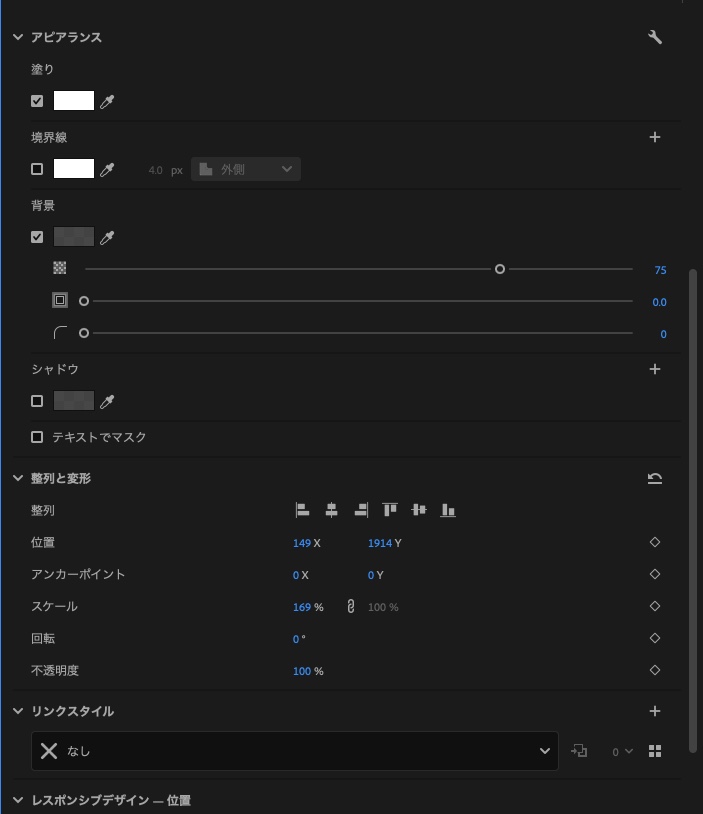 アピアランス
塗り
境界線
4.0 px 外側
背景
75
0.0
0
シャドウ
テキストでマスク
整列と変形
整列
位置 149 X 1914 Y
アンカーポイント 0 X 0 Y
スケール 169 % 100 %
回転 0 °
不透明度 100 %
リンクスタイル
なし 0
レスポンシブデザイン — 位置